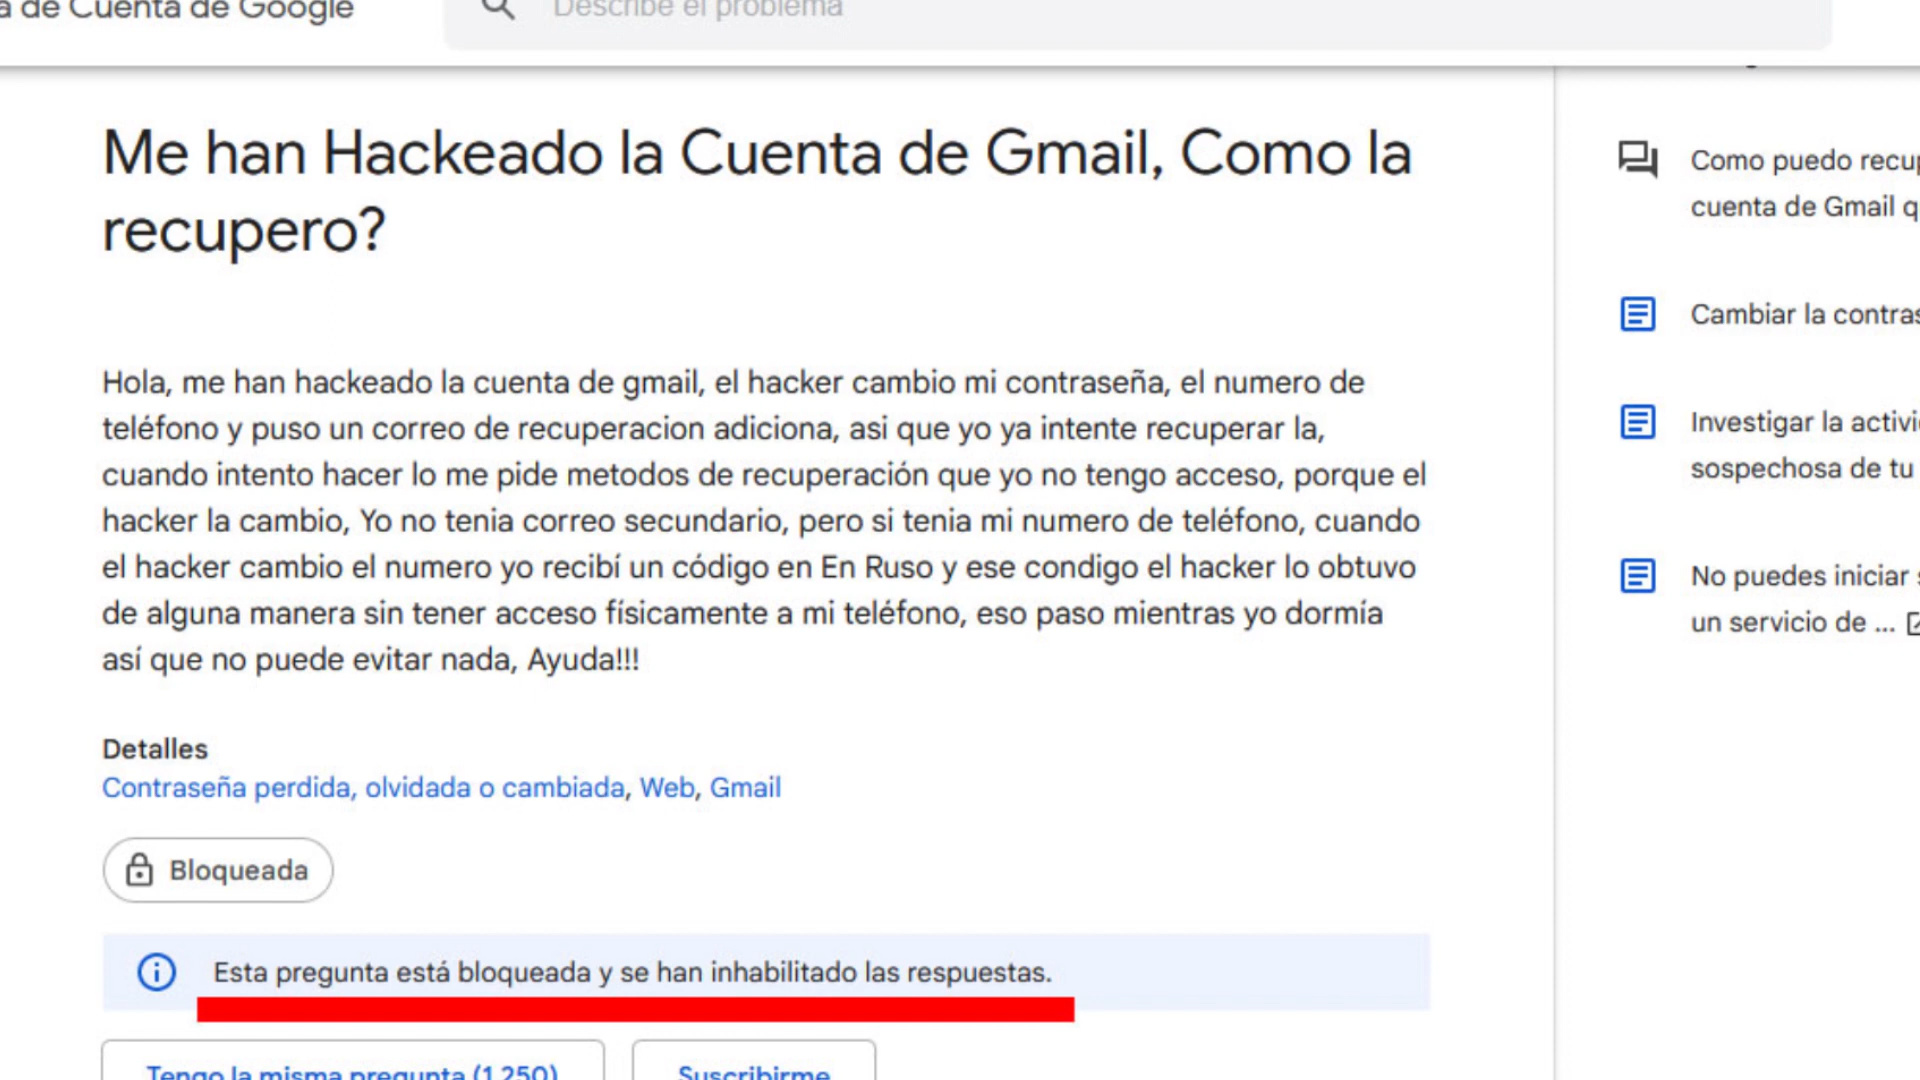 de Cuenta de Google
Describe el problema
Me han Hackeado la Cuenta de Gmail, Como la
recupero?
Hola, me han hackeado la cuenta de gmail, el hacker cambio mi contraseña, el numero de
teléfono y puso un correo de recuperacion adiciona, asi que yo ya intente recuperar la,
cuando intento hacer lo me pide metodos de recuperación que yo no tengo acceso, porque el
hacker la cambio, Yo no tenia correo secundario, pero si tenia mi numero de teléfono, cuando
el hacker cambio el numero yo recibí un código en En Ruso y ese condigo el hacker lo obtuvo
de alguna manera sin tener acceso físicamente a mi teléfono, eso paso mientras yo dormía
así que no puede evitar nada, Ayuda!!!
Detalles
Contraseña perdida, olvidada o cambiada, Web, Gmail
Bloqueada
Esta pregunta está bloqueada y se han inhabilitado las respuestas.
Tengo la misma pregunta (1.250)
Suscribirme
Como puedo recup
cuenta de Gmail q
Cambiar la contras
Investigar la activi
sospechosa de tu
No puedes iniciar s
un servicio de ...